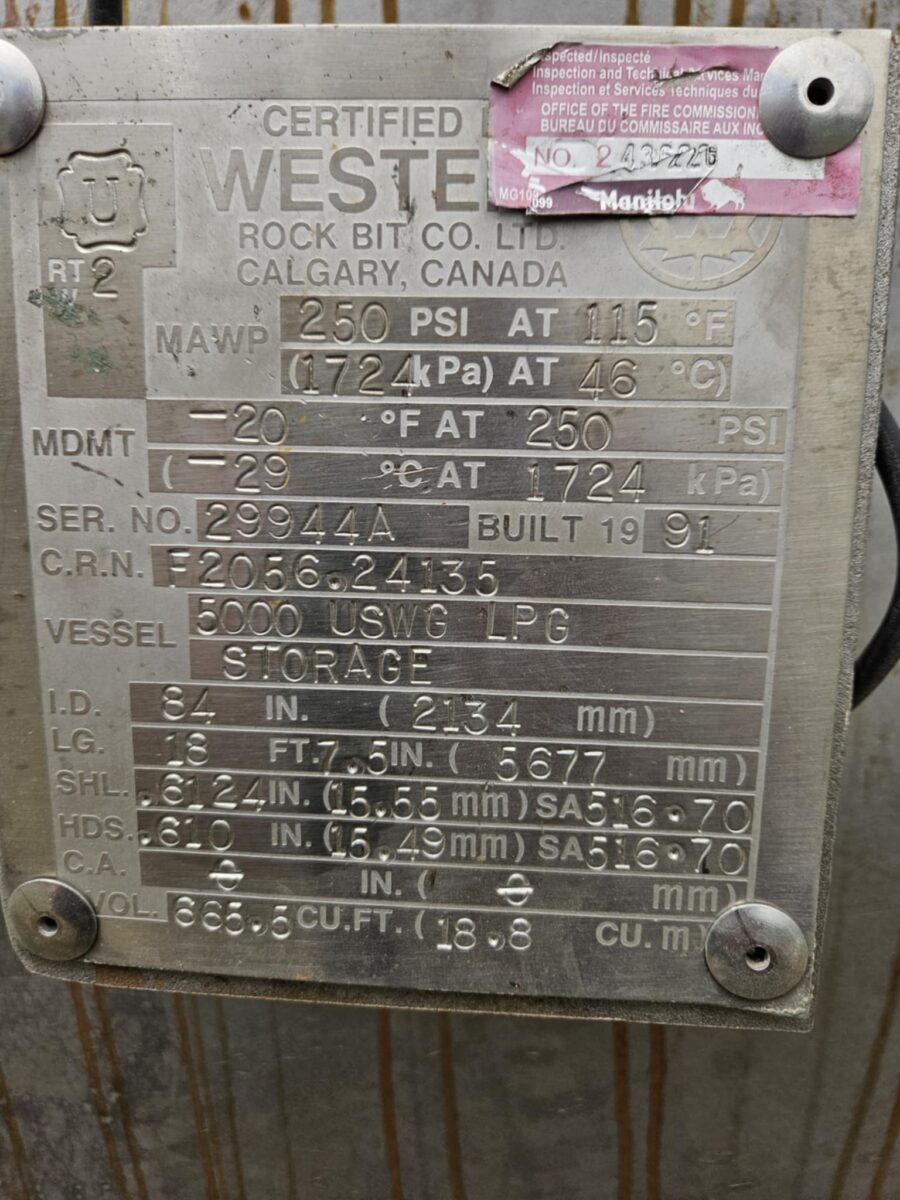 Inspection and Technical Services
Inspection et Services Techniques du
OFFICE OF THE FIRE
BUREAU DU COMMISSAIRE AUX
NO.
Manitoba
CERTIFIED
U
ROCK BIT CO. LTD.
CALGARY, CANADA
RT 2
MAWP 250 PSI AT 115 °F
(1724 kPa) AT 46 °C)
MDMT -20 °F AT 250 PSI
( -29 °C AT 1724 kPa)
SER. NO. 29944A BUILT 19 91
C.R.N. F2056.24135
VESSEL 5000 USWG LPG
STORAGE
I.D. 84 IN. ( 2134 mm)
LG. 18 FT. 7.5 IN. ( 5677 mm)
SHL. .6124 IN. (15.55 mm) SA516.70
HDS. .610 IN. (15.49 mm) SA516.70
C.A. 0 IN. ( 0 mm)
VOL. 665.5 CU.FT. ( 18.8 CU. m)